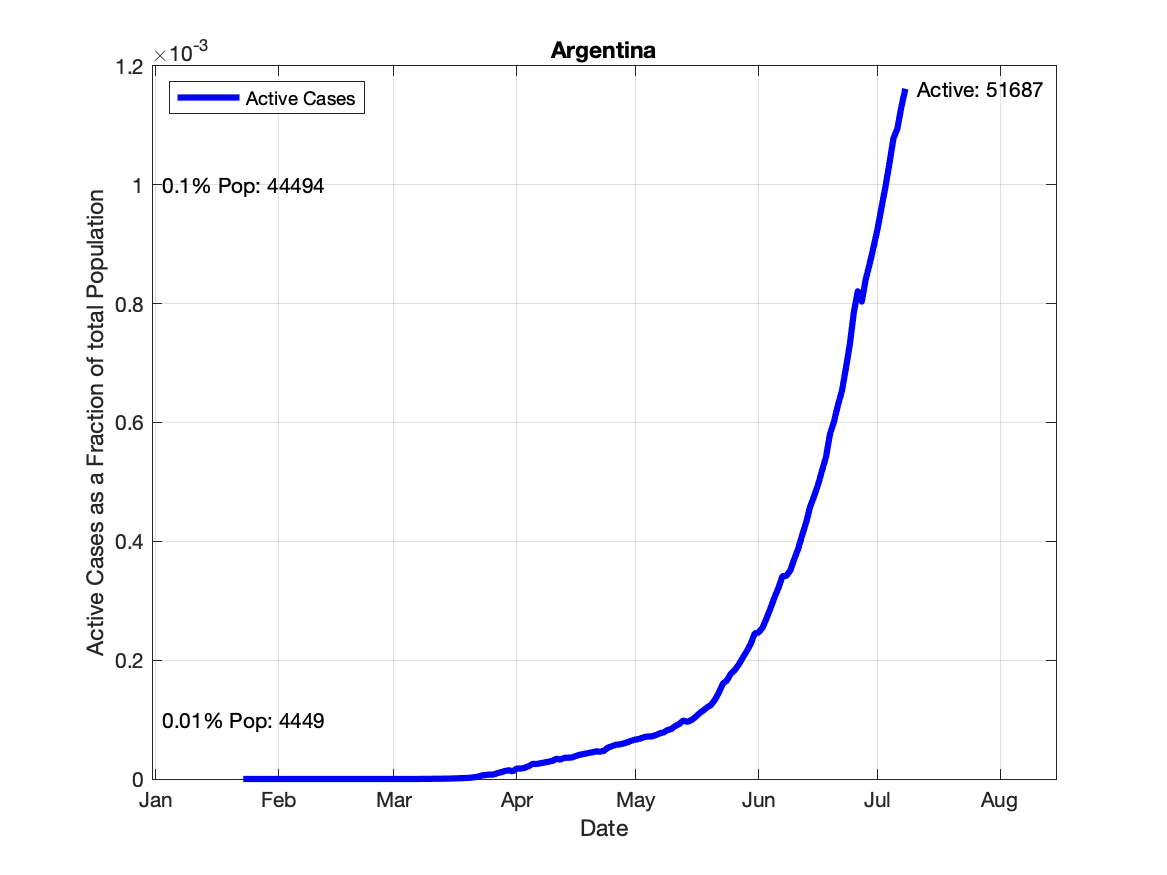 Argentina
×10-3
1.2
1
0.8
0.6
0.4
0.2
0
Active Cases as a Fraction of total Population
Active Cases
Active: 51687
0.1% Pop: 44494
0.01% Pop: 4449
Jan Feb Mar Apr May Jun Jul Aug
Date